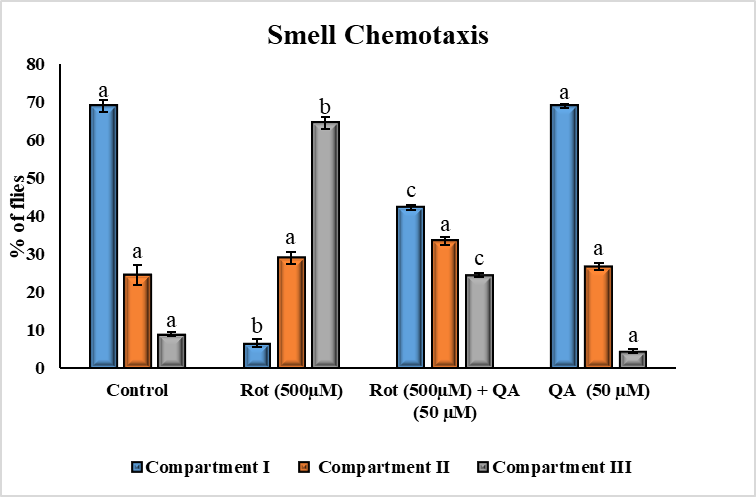 Smell Chemotaxis
% of flies
80
70
60
50
40
30
20
10
0
a
a
a
b
a
b
c
a
c
a
a
a
Control
Rot (500µM)
Rot (500µM) + QA
(50 µM)
QA (50 µM)
Compartment I
Compartment II
Compartment III